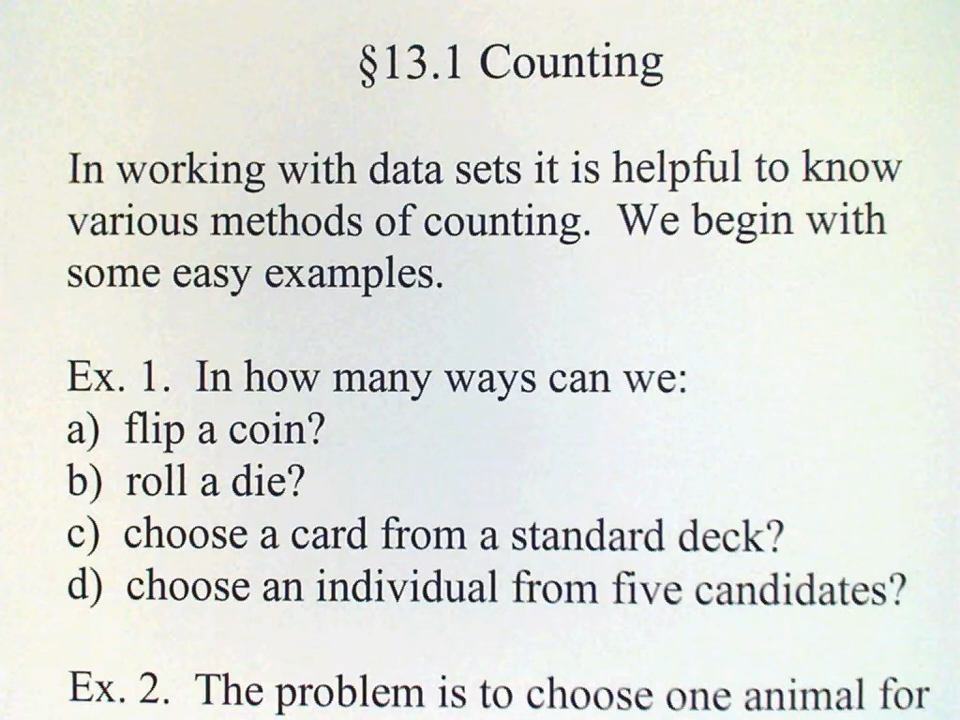 §13.1 Counting
In working with data sets it is helpful to know
various methods of counting.  We begin with
some easy examples.
Ex. 1.  In how many ways can we:
a)  flip a coin?
b)  roll a die?
c)  choose a card from a standard deck?
d)  choose an individual from five candidates?
Ex. 2.  The problem is to choose one animal for